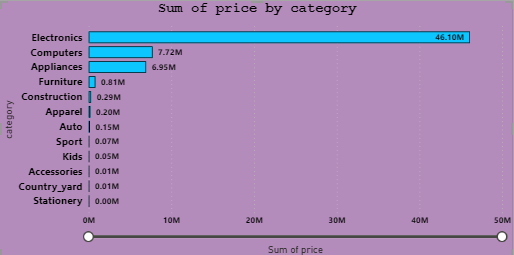 Sum of price by category
category
Electronics 46.10M
Computers 7.72M
Appliances 6.95M
Furniture 0.81M
Construction 0.29M
Apparel 0.20M
Auto 0.15M
Sport 0.07M
Kids 0.05M
Accessories 0.01M
Country_yard 0.01M
Stationery 0.00M
0M 10M 20M 30M 40M 50M
Sum of price